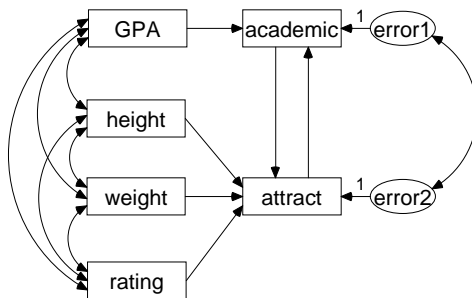 GPA
academic
1
error1
height
weight
attract
1
error2
rating